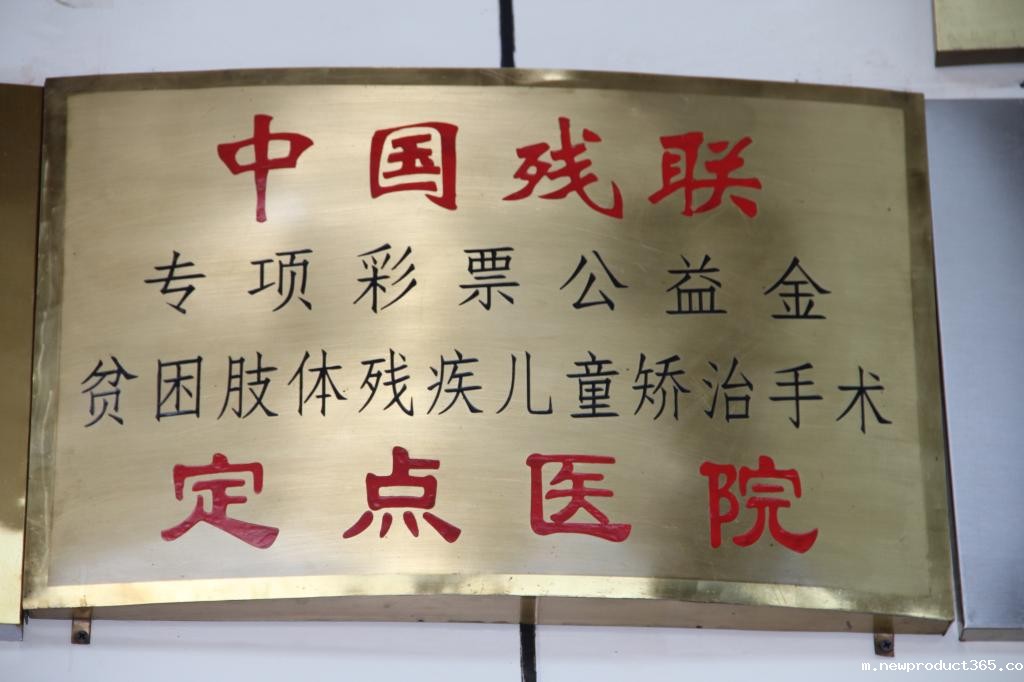 中国残联
专项彩票公益金
贫困肢体残疾儿童矫治手术
定点医院
m.newproduct365.co